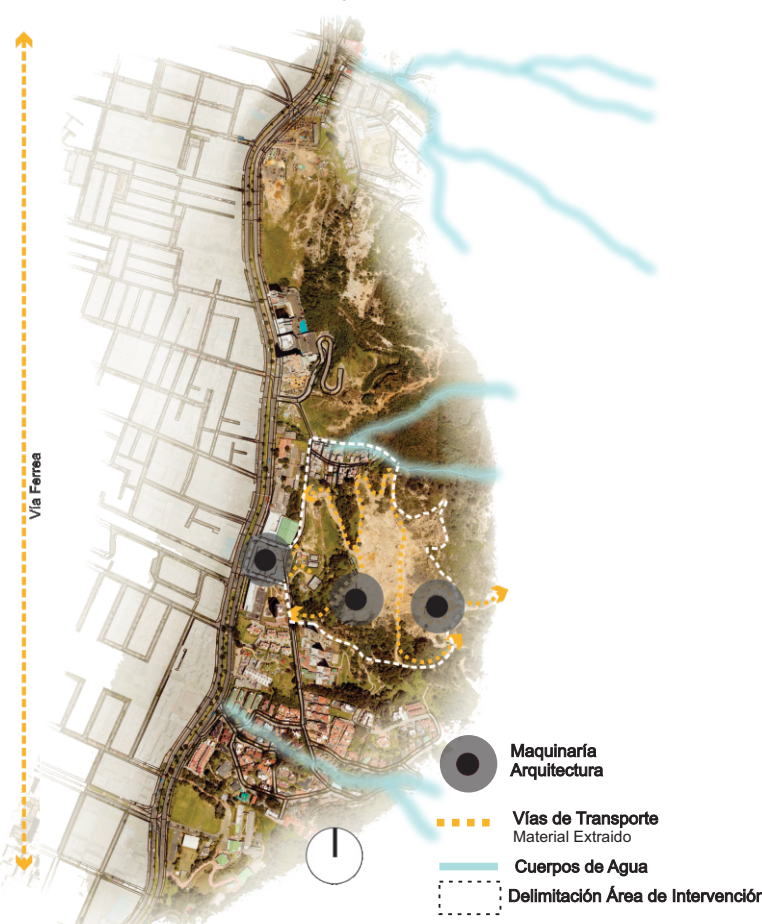 Vía Ferrea
Maquinaría
Arquitectura
Vías de Transporte
Material Extraido
Cuerpos de Agua
Delimitación Área de Intervención